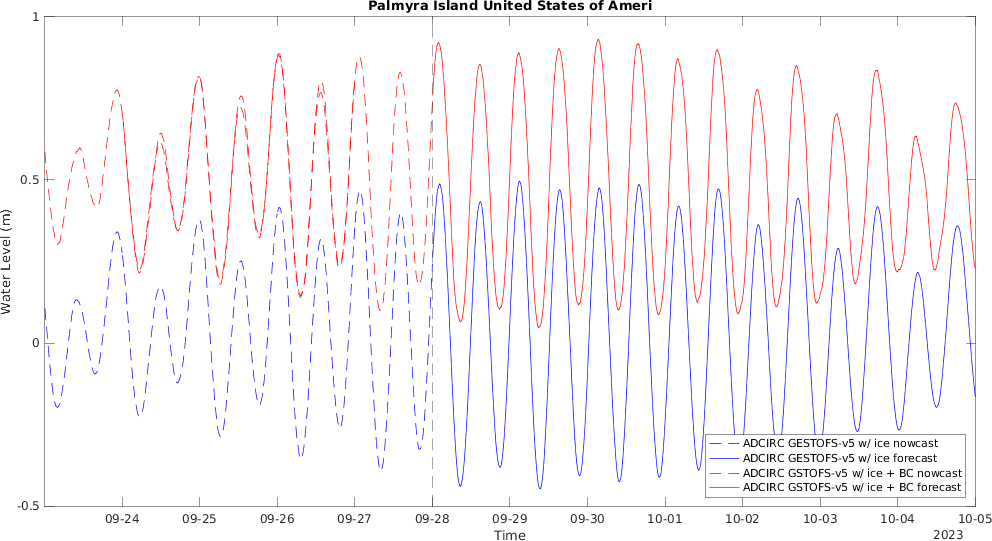 Palmyra Island United States of Ameri
1
0.5
0
-0.5
Water Level (m)
ADCIRC GESTOFS-v5 w/ ice nowcast
ADCIRC GESTOFS-v5 w/ ice forecast
ADCIRC GSTOFS-v5 w/ ice + BC nowcast
ADCIRC GSTOFS-v5 w/ ice + BC forecast
09-24 09-25 09-26 09-27 09-28 09-29 09-30 10-01 10-02 10-03 10-04 10-05
Time
2023